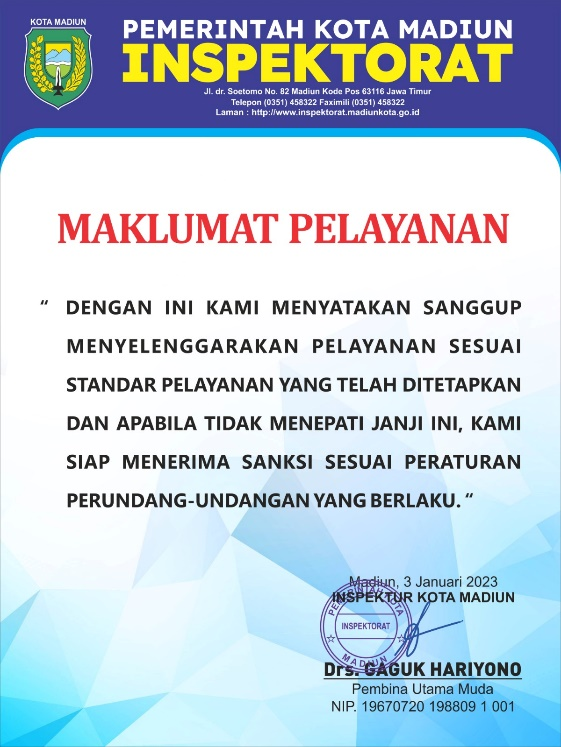 KOTA MADIUN
PEMERINTAH KOTA MADIUN
INSPEKTORAT
Jl. dr. Soetomo No. 82 Madiun Kode Pos 63116 Jawa Timur
Telepon (0351) 458322 Faximili (0351) 458322
Laman : http://www.inspektorat.madiunkota.go.id
MAKLUMAT PELAYANAN
“ DENGAN INI KAMI MENYATAKAN SANGGUP
MENYELENGGARAKAN PELAYANAN SESUAI
STANDAR PELAYANAN YANG TELAH DITETAPKAN
DAN APABILA TIDAK MENEPATI JANJI INI, KAMI
SIAP MENERIMA SANKSI SESUAI PERATURAN
PERUNDANG-UNDANGAN YANG BERLAKU. “
Madiun, 3 Januari 2023
INSPEKTUR KOTA MADIUN
PEMERINTAH KOTA
INSPEKTORAT
MADIUN
Drs. GAGUK HARIYONO
Pembina Utama Muda
NIP. 19670720 198809 1 001